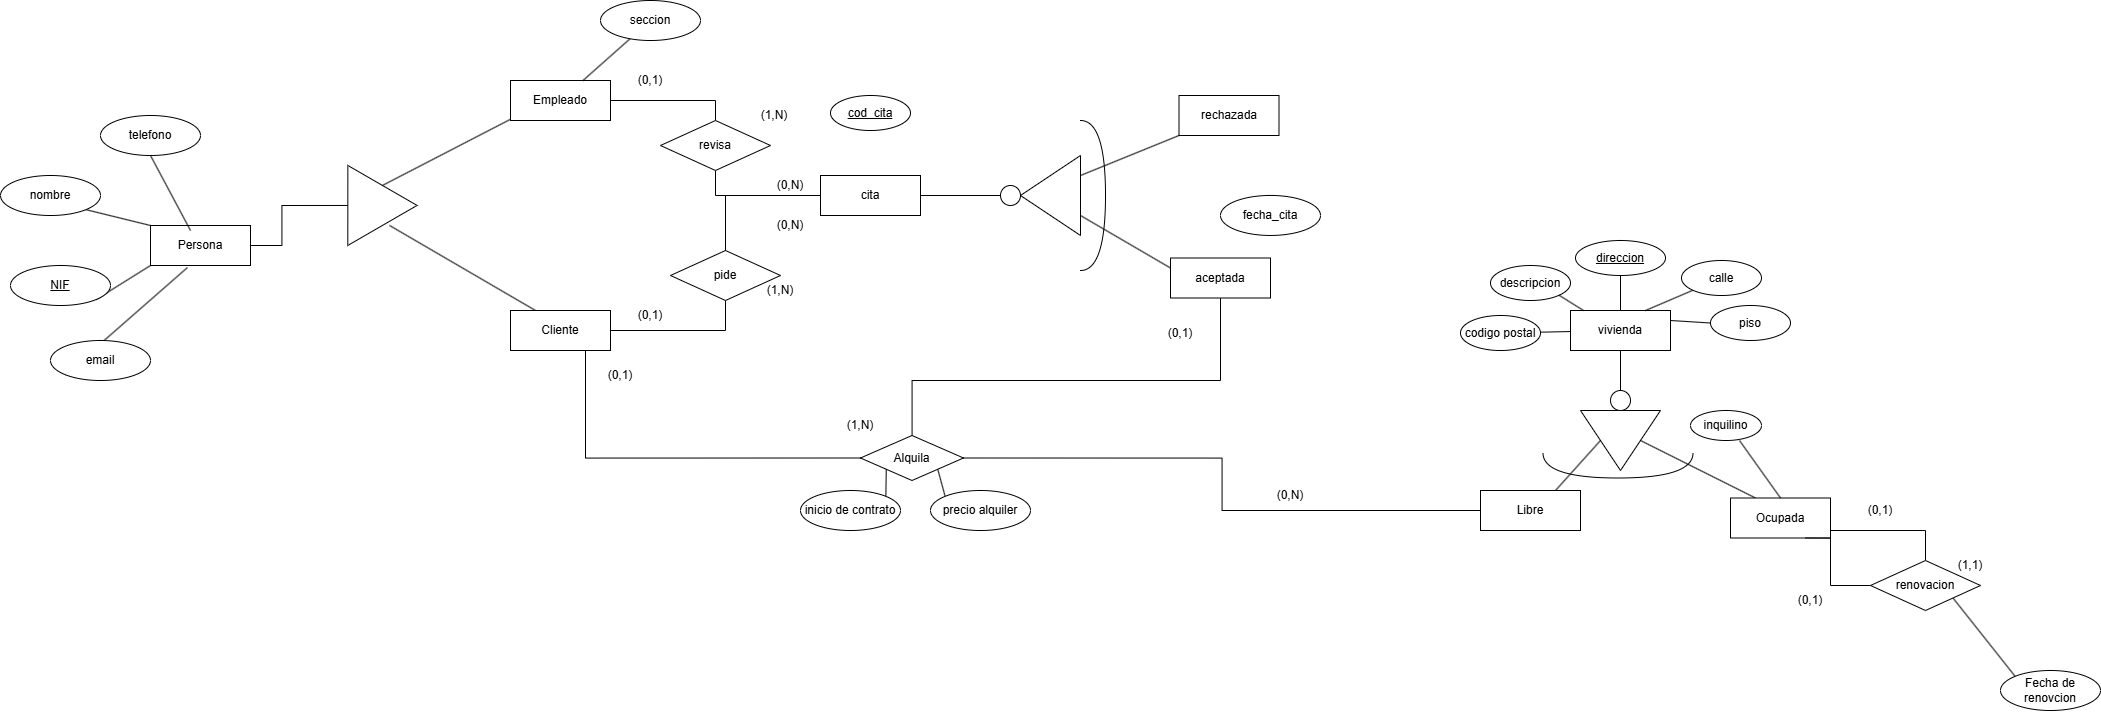 seccion
(0,1)
Empleado
(1,N)
cod_cita
rechazada
telefono
revisa
nombre
(0,N)
cita
fecha_cita
(0,N)
Persona
direccion
NIF
pide
(1,N)
aceptada
descripcion
calle
(0,1)
Cliente
(0,1)
codigo postal
vivienda
piso
email
(0,1)
(1,N)
inquilino
Alquila
(0,N)
inicio de contrato
precio alquiler
Libre
Ocupada
(0,1)
(1,1)
renovacion
(0,1)
Fecha de
renovcion